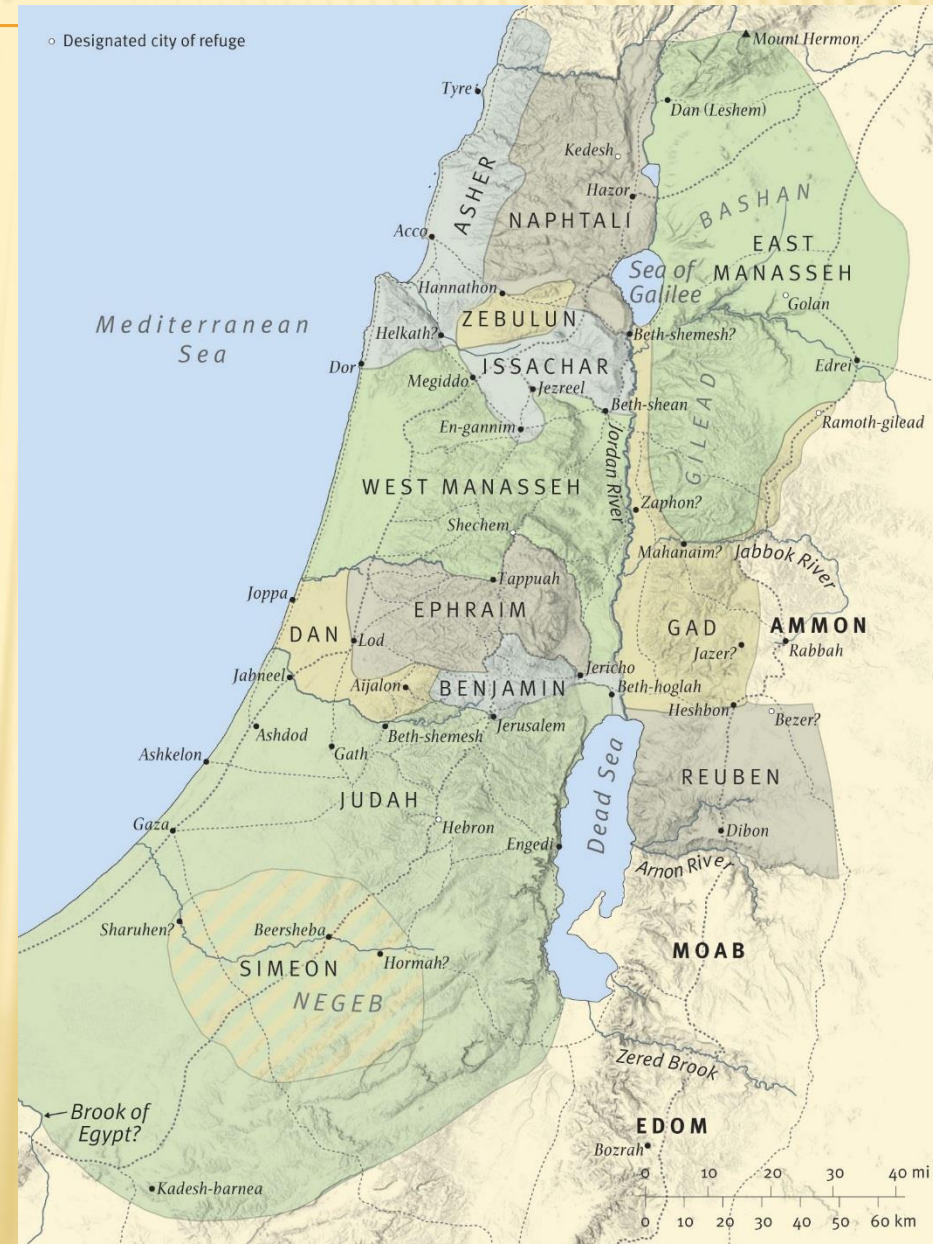 Designated city of refuge
Mount Hermon
Tyre
Dan (Leshem)
Kedesh
Hazor
ASHER
NAPHTALI
BASHAN
Acco
EAST
MANASSEH
Sea of
Galilee
Hannathon
Golan
ZEBULUN
Mediterranean
Sea
Helkath?
Beth-shemesh?
ISSACHAR
Dor
Edrei
Megiddo
Jezreel
GILEAD
Beth-shean
Ramoth-gilead
En-gannim
Jordan River
WEST MANASSEH
Zaphon?
Shechem
Mahanaim?
Jabbok River
Tappuah
Joppa
EPHRAIM
DAN
GAD
AMMON
Lod
Jazer?
Rabbah
Jabneel
Jericho
Aijalon
BENJAMIN
Beth-hoglah
Heshbon
Bezer?
Ashdod
Beth-shemesh
Jerusalem
Gath
Ashkelon
REUBEN
JUDAH
Dead Sea
Gaza
Hebron
Dibon
Engedi
Arnon River
Sharuhen?
Beersheba
MOAB
SIMEON
Hormah?
NEGEB
Zered Brook
Brook of
Egypt?
EDOM
Bozrah
0 10 20 40 mi
Kadesh-barnea
0 10 20 30 40 50 60 km